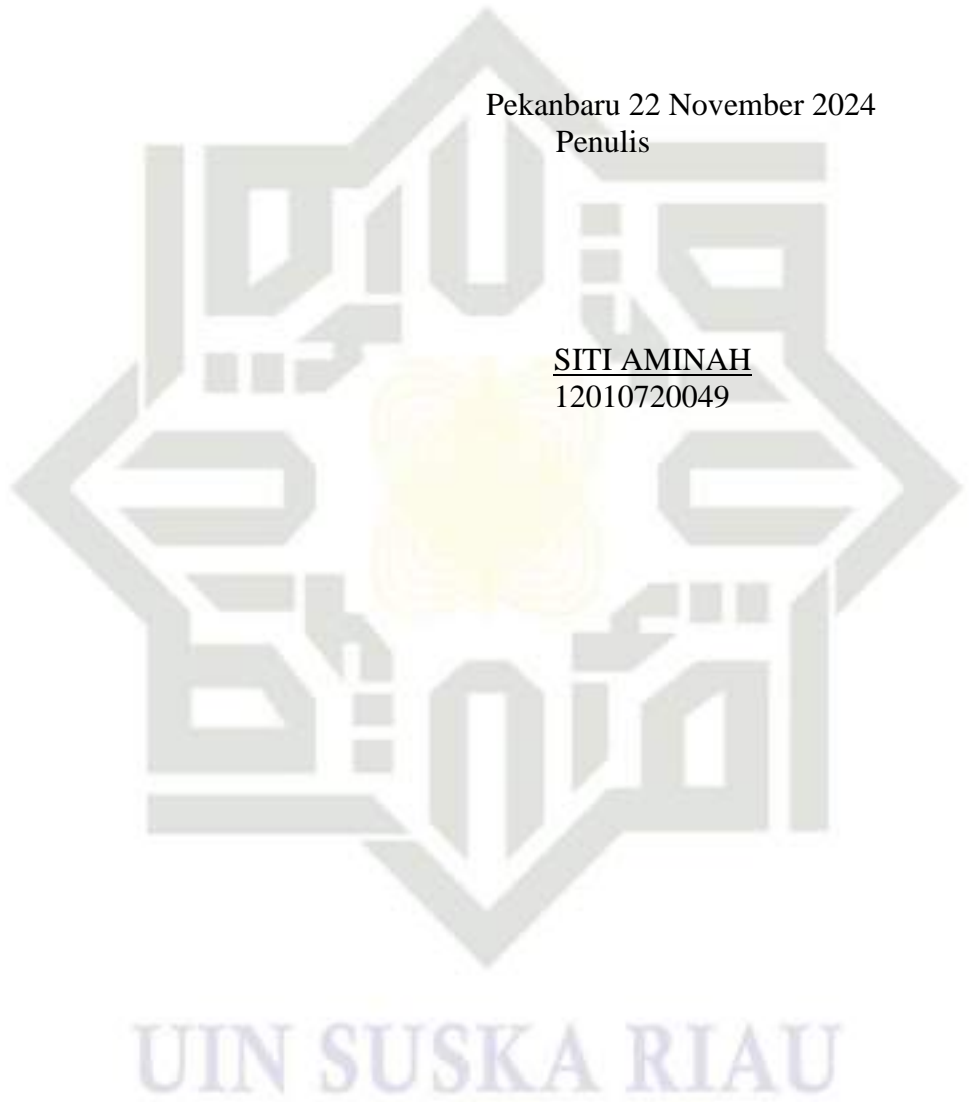 Pekanbaru 22 November 2024
Penulis
SITI AMINAH
12010720049
UIN SUSKA RIAU